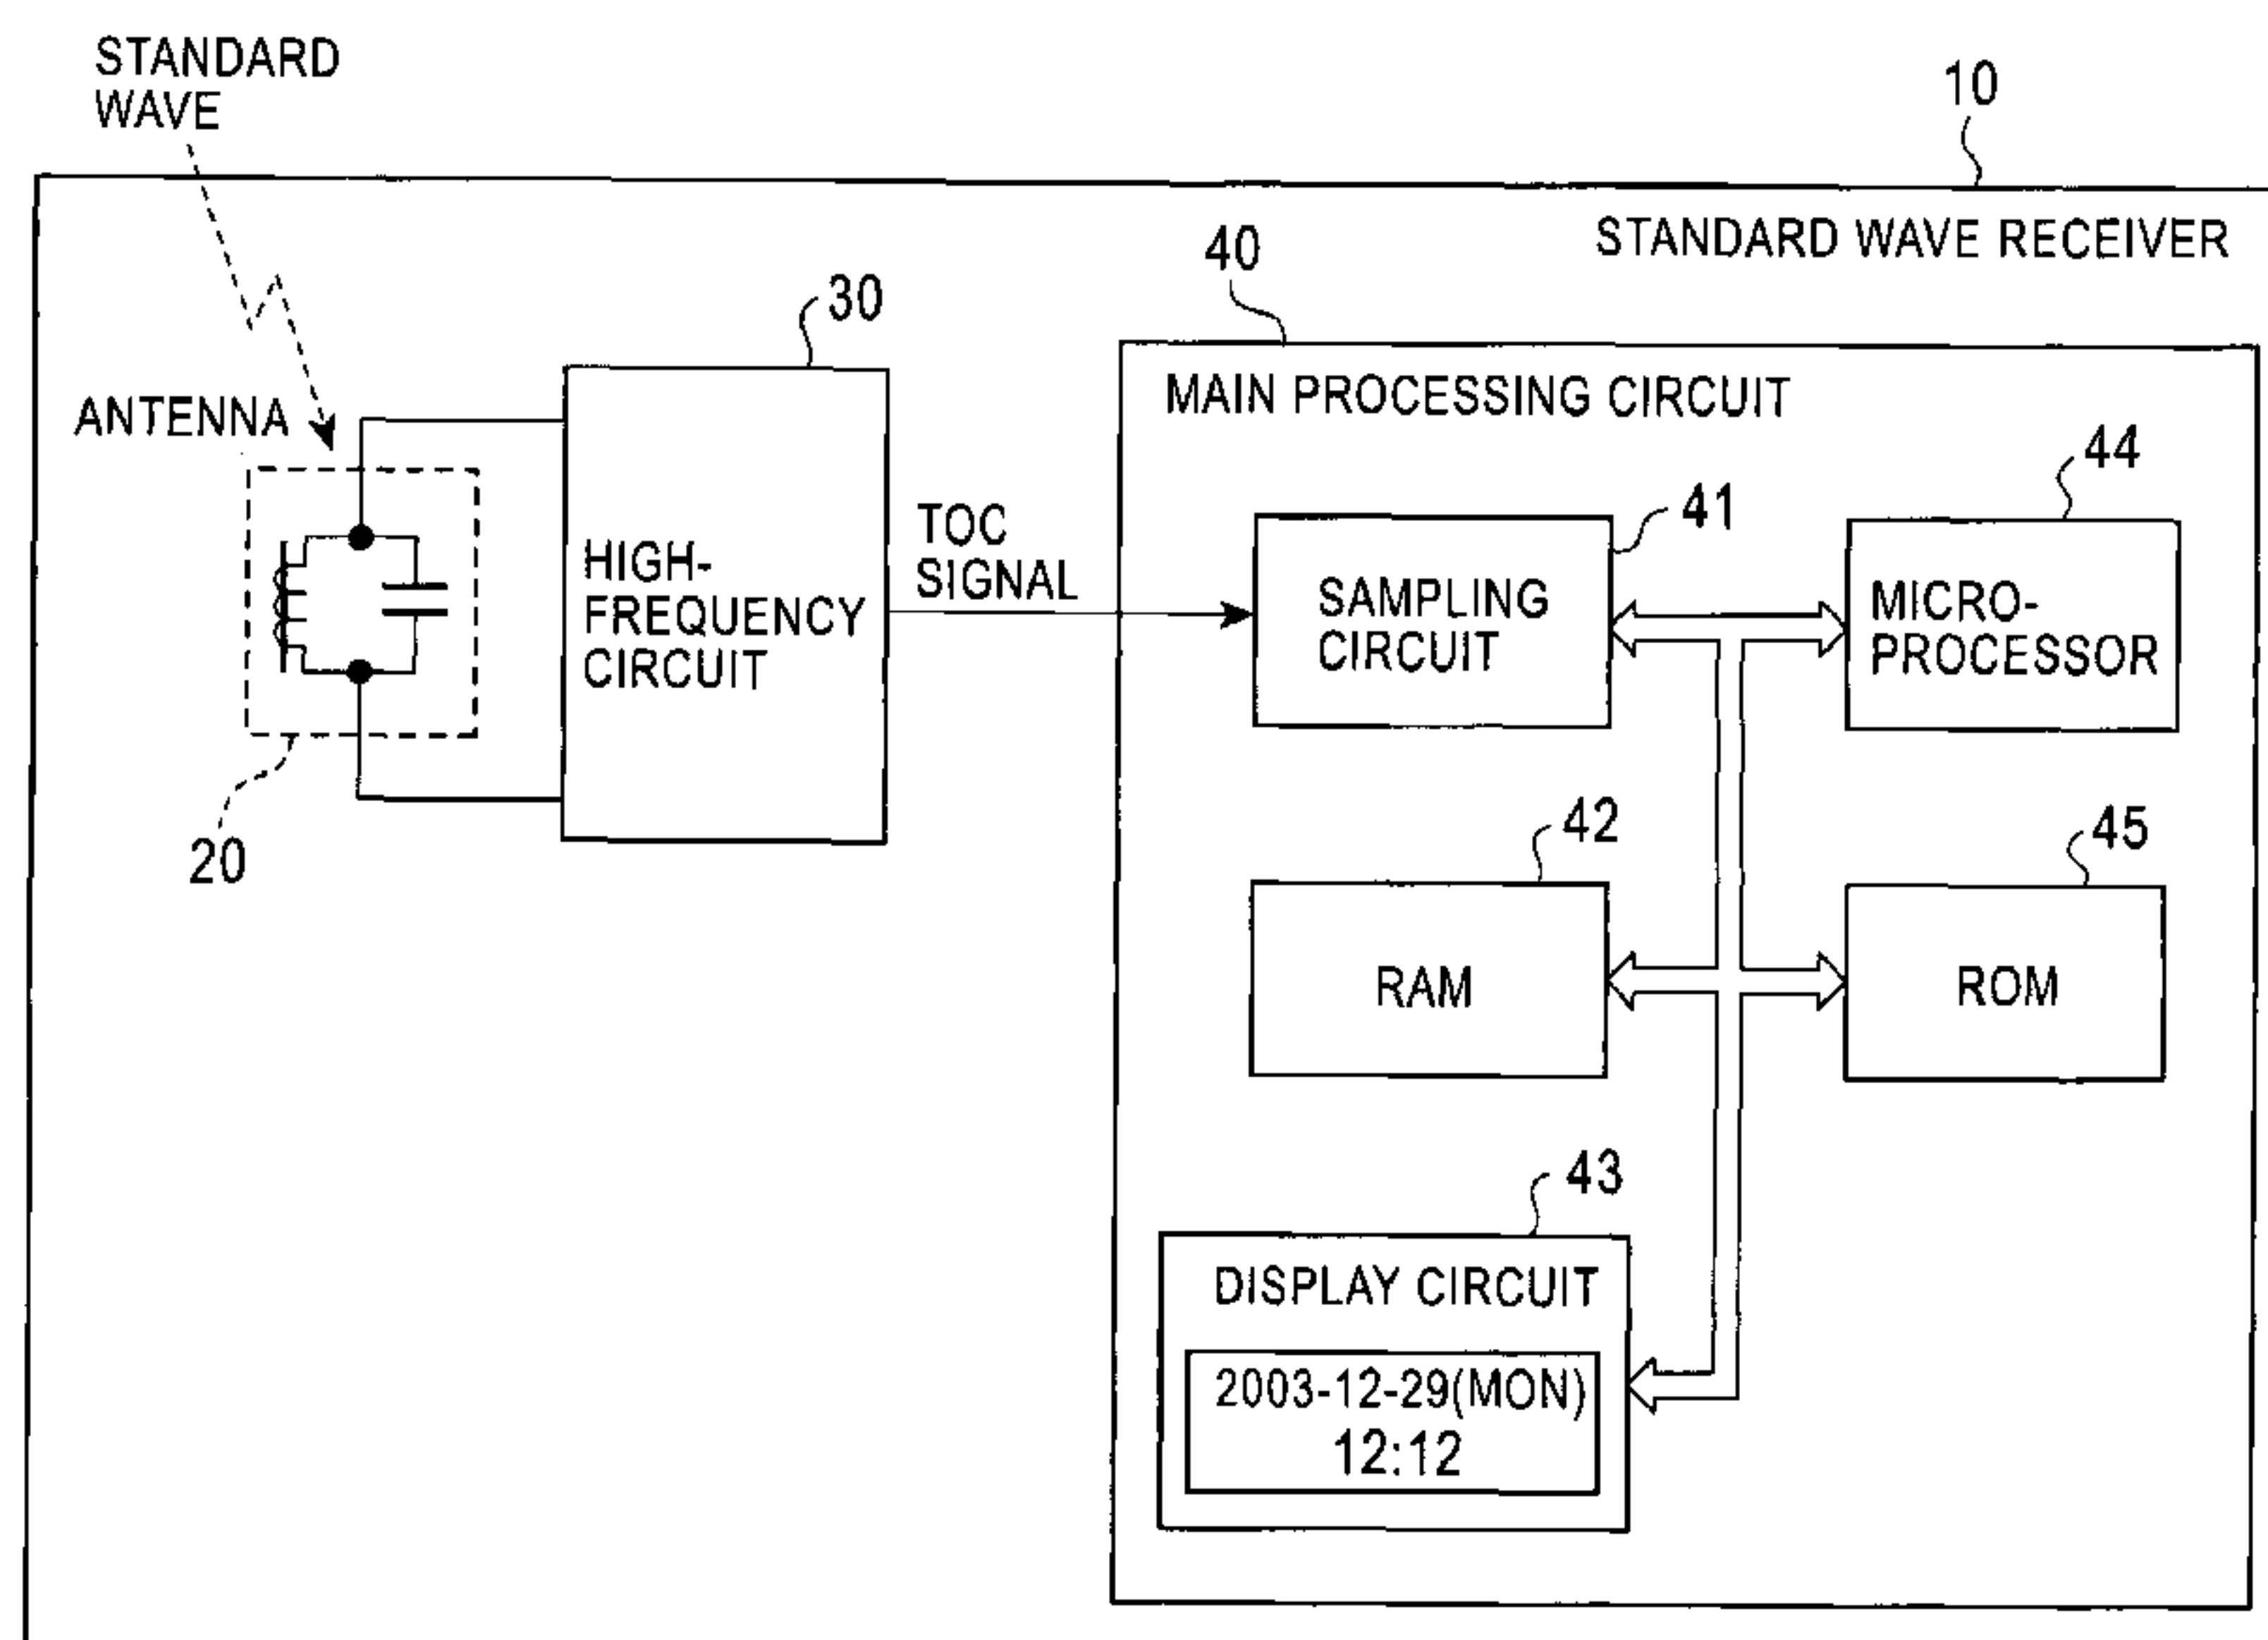 STANDARD
WAVE
10
STANDARD WAVE RECEIVER
40
30
MAIN PROCESSING CIRCUIT
ANTENNA
44
41
TOC
SIGNAL
HIGH-
FREQUENCY
CIRCUIT
SAMPLING
CIRCUIT
MICRO-
PROCESSOR
20
42
45
RAM
ROM
43
DISPLAY CIRCUIT
2003-12-29(MON)
12:12